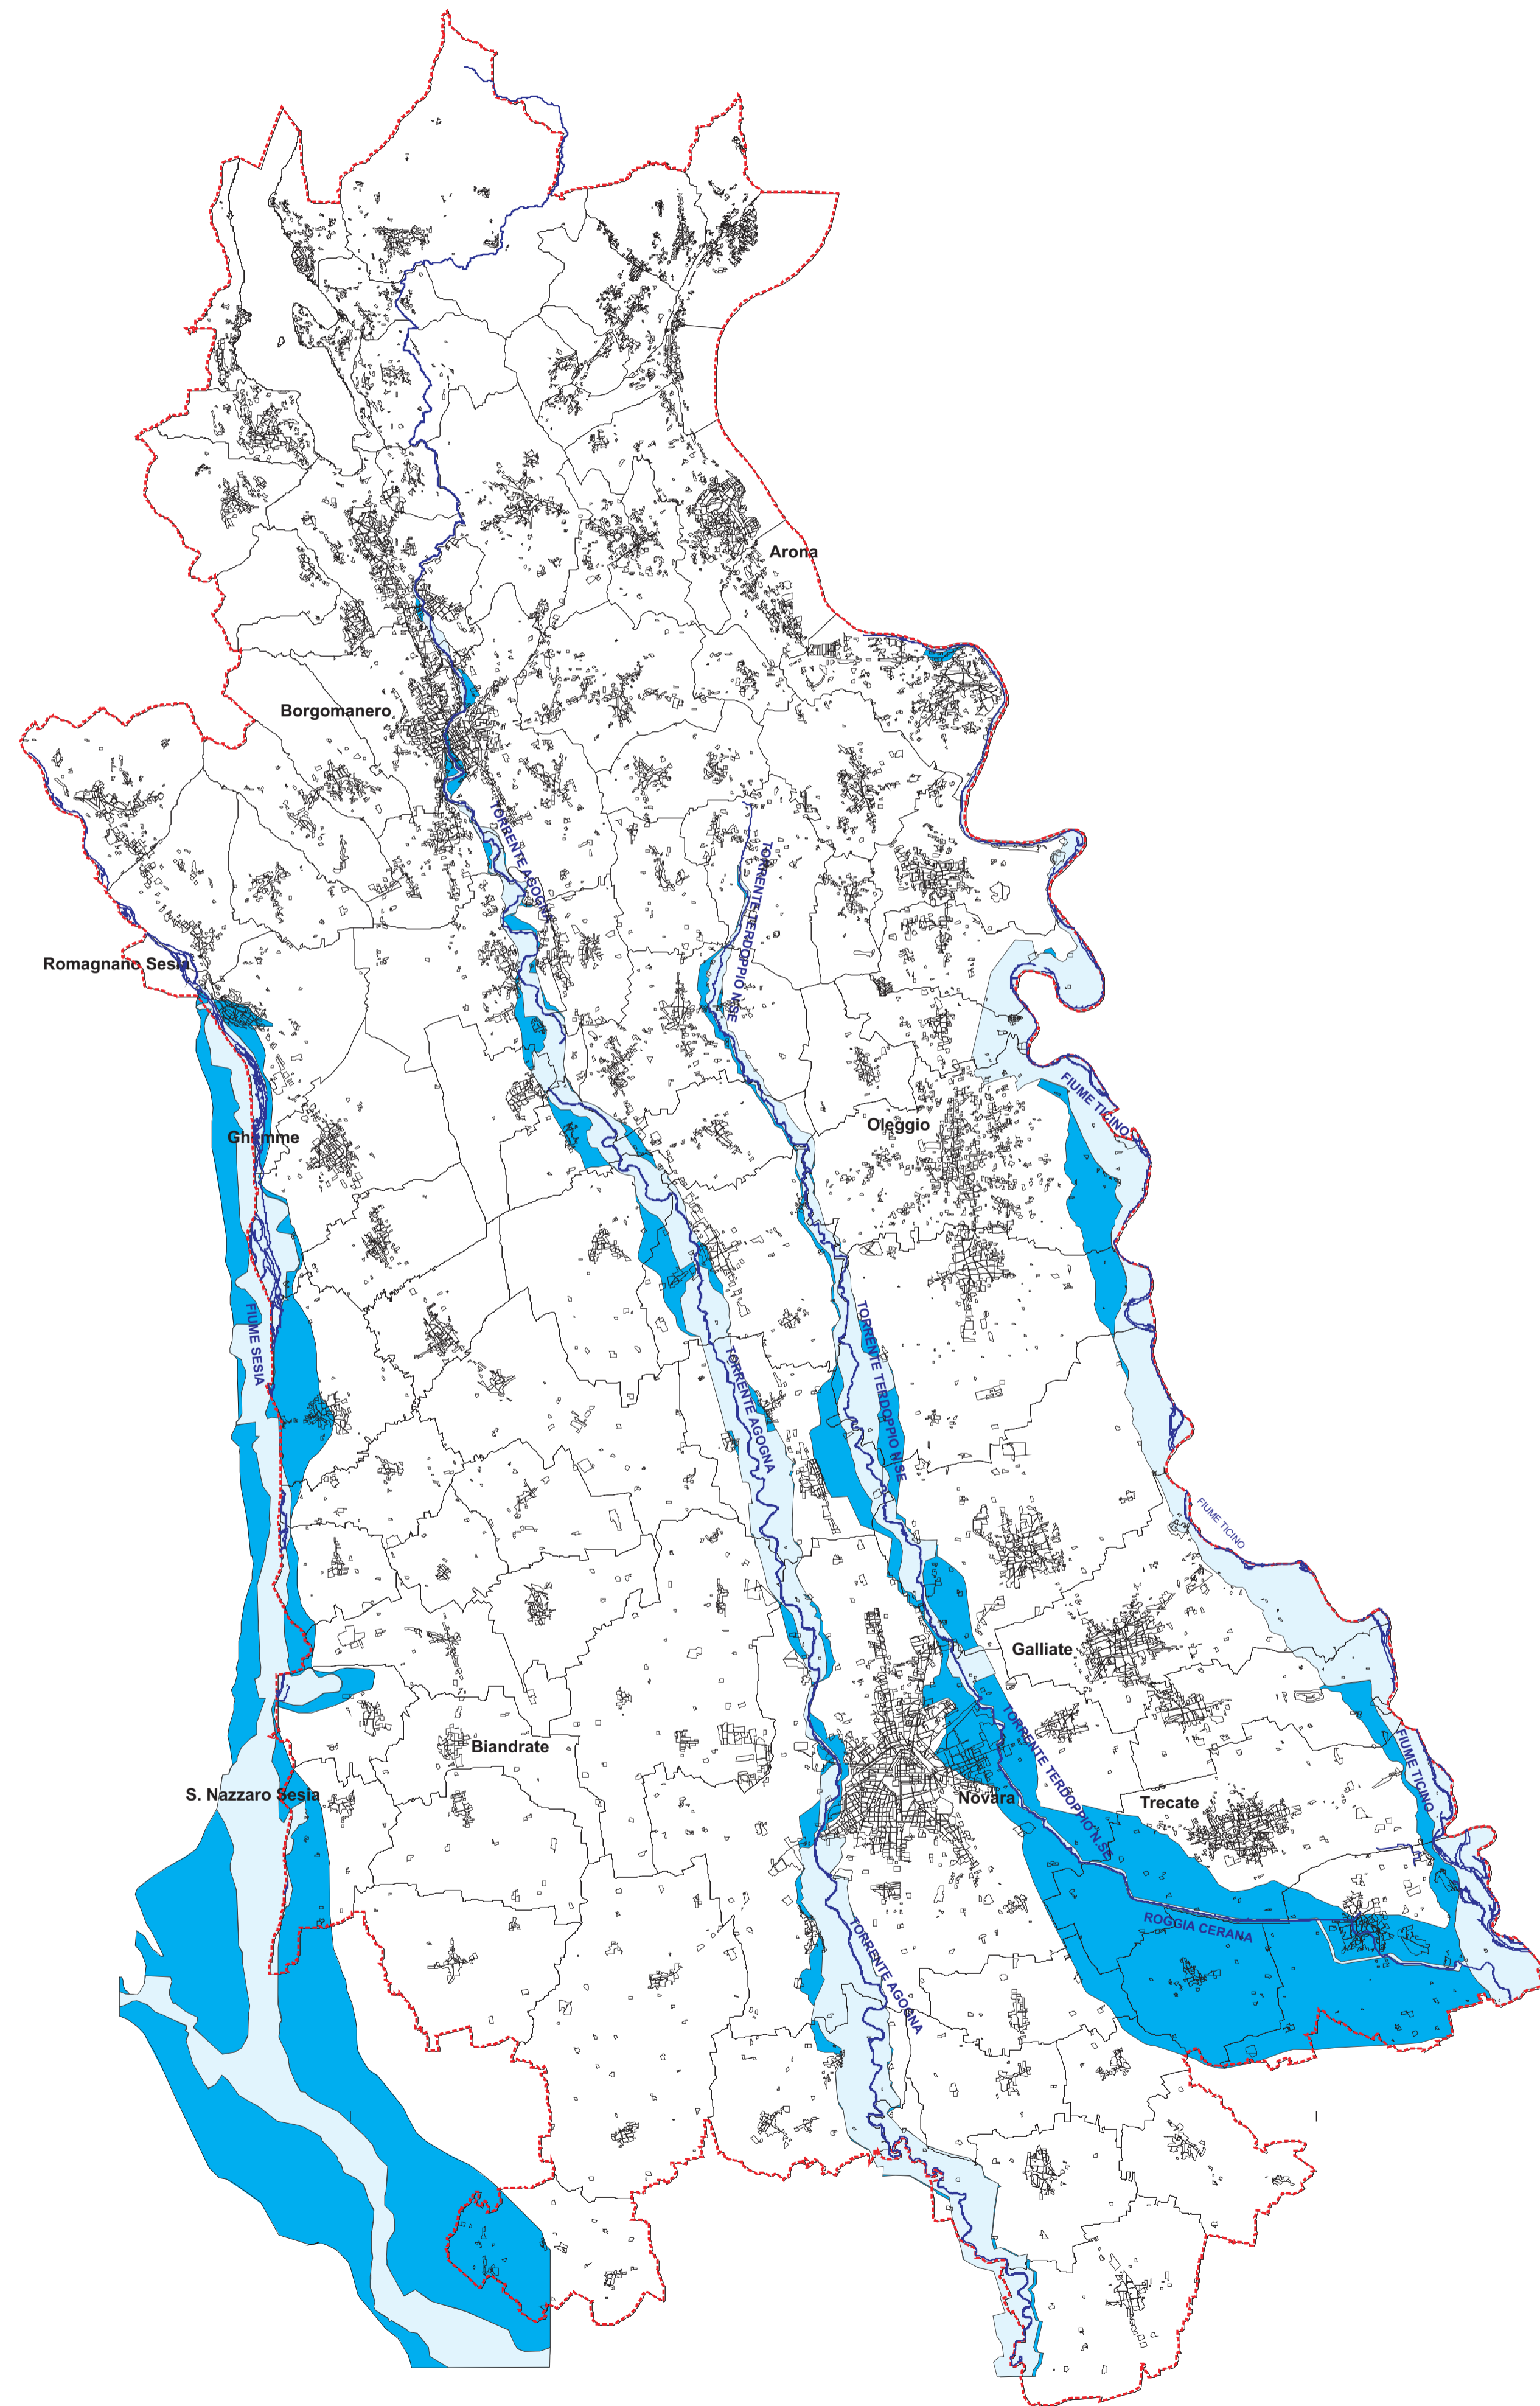 Arona
Borgomanero
TORRENTE AGOGNA
TORRENTE TERDOPPIO N.SE
Romagnano Sesia
FIUME TICINO
Oleggio
Ghemme
FIUME SESIA
TORRENTE TERDOPPIO N.SE
TORRENTE AGOGNA
FIUME TICINO
Galliate
TORRENTE TERDOPPIO N.SE
FIUME TICINO
Biandrate
S. Nazzaro Sesia
Novara
Trecate
ROGGIA CERANA
TORRENTE AGOGNA